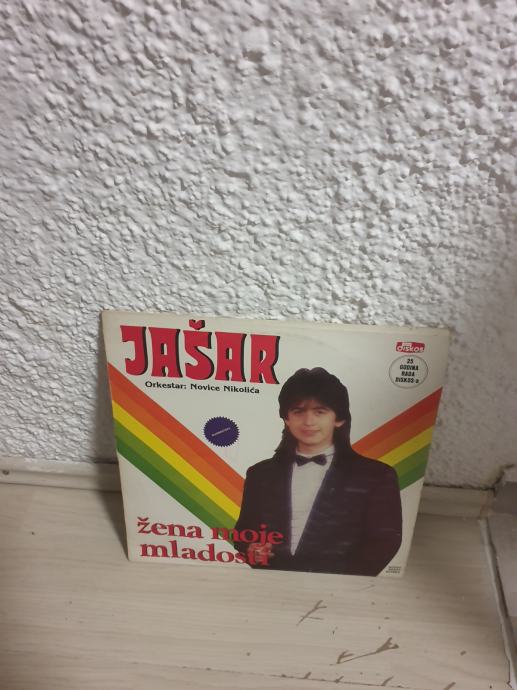 JAŠAR
Orkestar: Novice Nikolića
DISKOS
25
GODINA
RADA
DISKOS-a
žena moje
mladosti